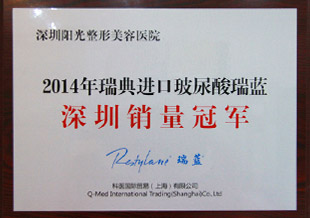 深圳阳光整形美容医院
2014年瑞典进口玻尿酸瑞蓝
深圳销量冠军
Restylane 瑞蓝
科医国际贸易（上海）有限公司
Q-Med International Trading(Shanghai)Co.,Ltd